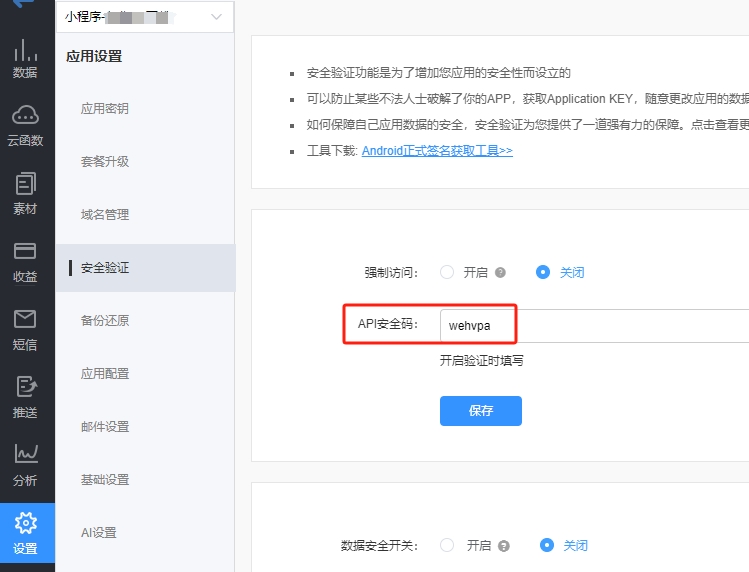 小程序-
应用设置
数据
云函数
素材
收益
短信
推送
分析
设置
应用密钥
套餐升级
域名管理
安全验证
备份还原
应用配置
邮件设置
基础设置
AI设置
安全验证功能是为了增加您应用的安全性而设立的
可以防止某些不法人士破解了你的APP，获取Application KEY，随意更改应用的数据
如何保障自己应用数据的安全，安全验证为您提供了一道强有力的保障。点击查看更
工具下载: Android正式签名获取工具>>
强制访问： 开启 ? 关闭
API安全码： wehvpa
开启验证时填写
保存
数据安全开关： 开启 ? 关闭